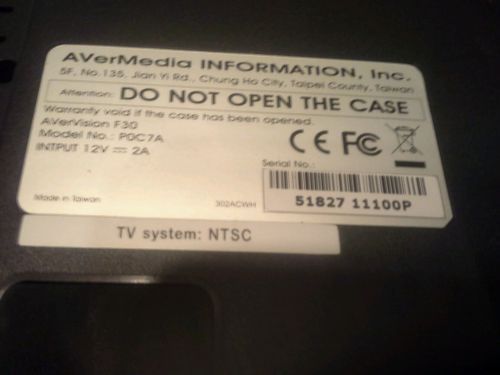 AVerMedia INFORMATION, Inc.
5F, No.135, Jian Yi Rd., Chung Ho City, Taipei County, Taiwan
Attention: DO NOT OPEN THE CASE
Warranty void if the case has been opened.
AVerVision F30
Model No.: P0C7A
INTPUT 12V ⎓ 2A
CE FC
Serial No.:
51827 11100P
Made in Taiwan
302ACWH
TV system: NTSC